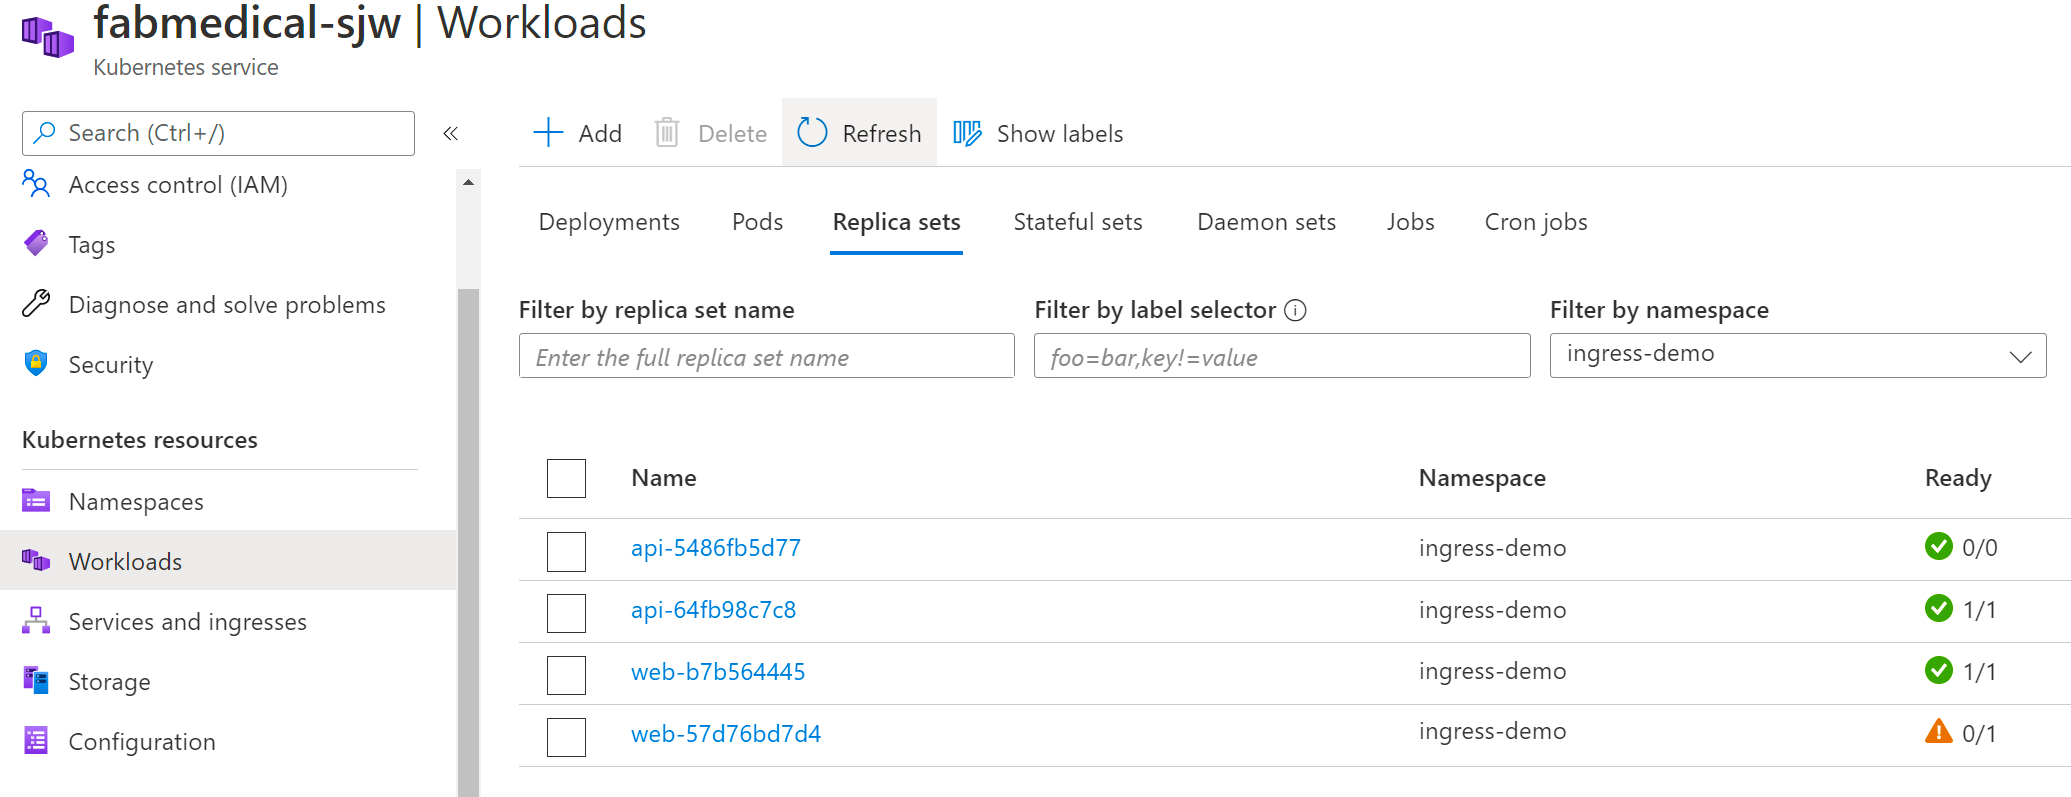 fabmedical-sjw | Workloads
Kubernetes service
Search (Ctrl+/)
«
Access control (IAM)
Tags
Diagnose and solve problems
Security
Kubernetes resources
Namespaces
Workloads
Services and ingresses
Storage
Configuration
Add Delete Refresh Show labels
Deployments Pods Replica sets Stateful sets Daemon sets Jobs Cron jobs
Filter by replica set name Filter by label selector Filter by namespace
Enter the full replica set name foo=bar,key!=value ingress-demo
Name Namespace Ready
api-5486fb5d77 ingress-demo 0/0
api-64fb98c7c8 ingress-demo 1/1
web-b7b564445 ingress-demo 1/1
web-57d76bd7d4 ingress-demo 0/1